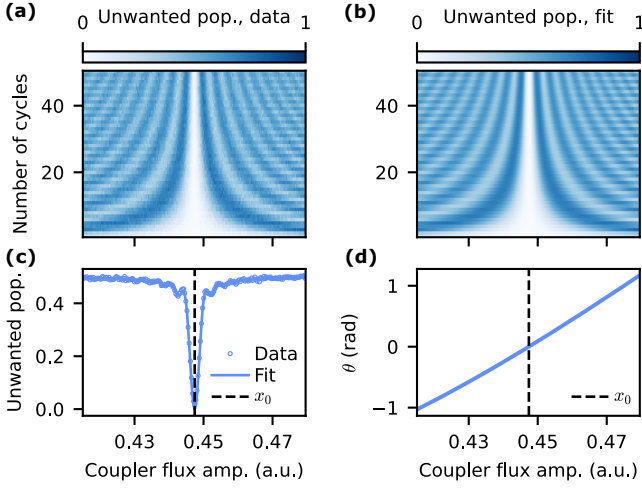 (a)
Unwanted pop., data
0
1
Number of cycles
40
20
(b)
Unwanted pop., fit
0
1
40
20
(c)
Unwanted pop.
0.4
0.2
0.0
Data
Fit
x₀
0.43
0.45
0.47
Coupler flux amp. (a.u.)
(d)
θ (rad)
1
0
−1
x₀
0.43
0.45
0.47
Coupler flux amp. (a.u.)